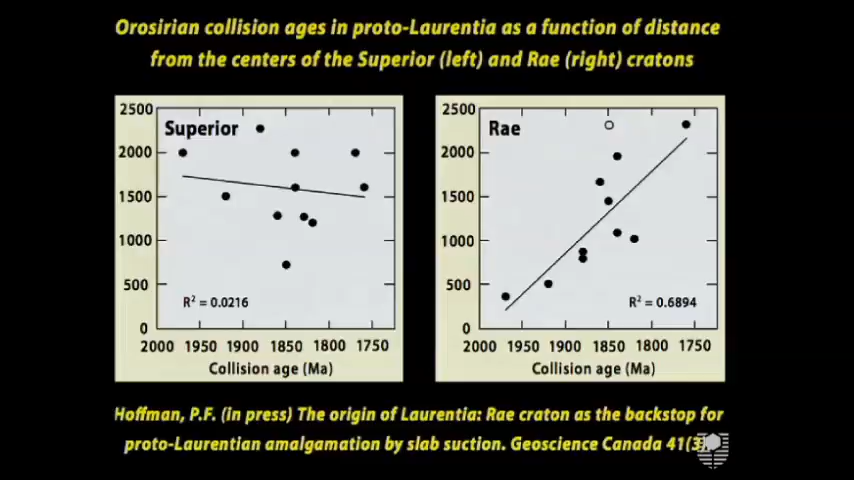 Orosirian collision ages in proto-Laurentia as a function of distance
from the centers of the Superior (left) and Rae (right) cratons
2500
Superior
2000
1500
1000
500
R² = 0.0216
0
2000 1950 1900 1850 1800 1750
Collision age (Ma)
2500
Rae
2000
1500
1000
500
R² = 0.6894
0
2000 1950 1900 1850 1800 1750
Collision age (Ma)
Hoffman, P.F. (in press) The origin of Laurentia: Rae craton as the backstop for
proto-Laurentian amalgamation by slab suction. Geoscience Canada 41(3).